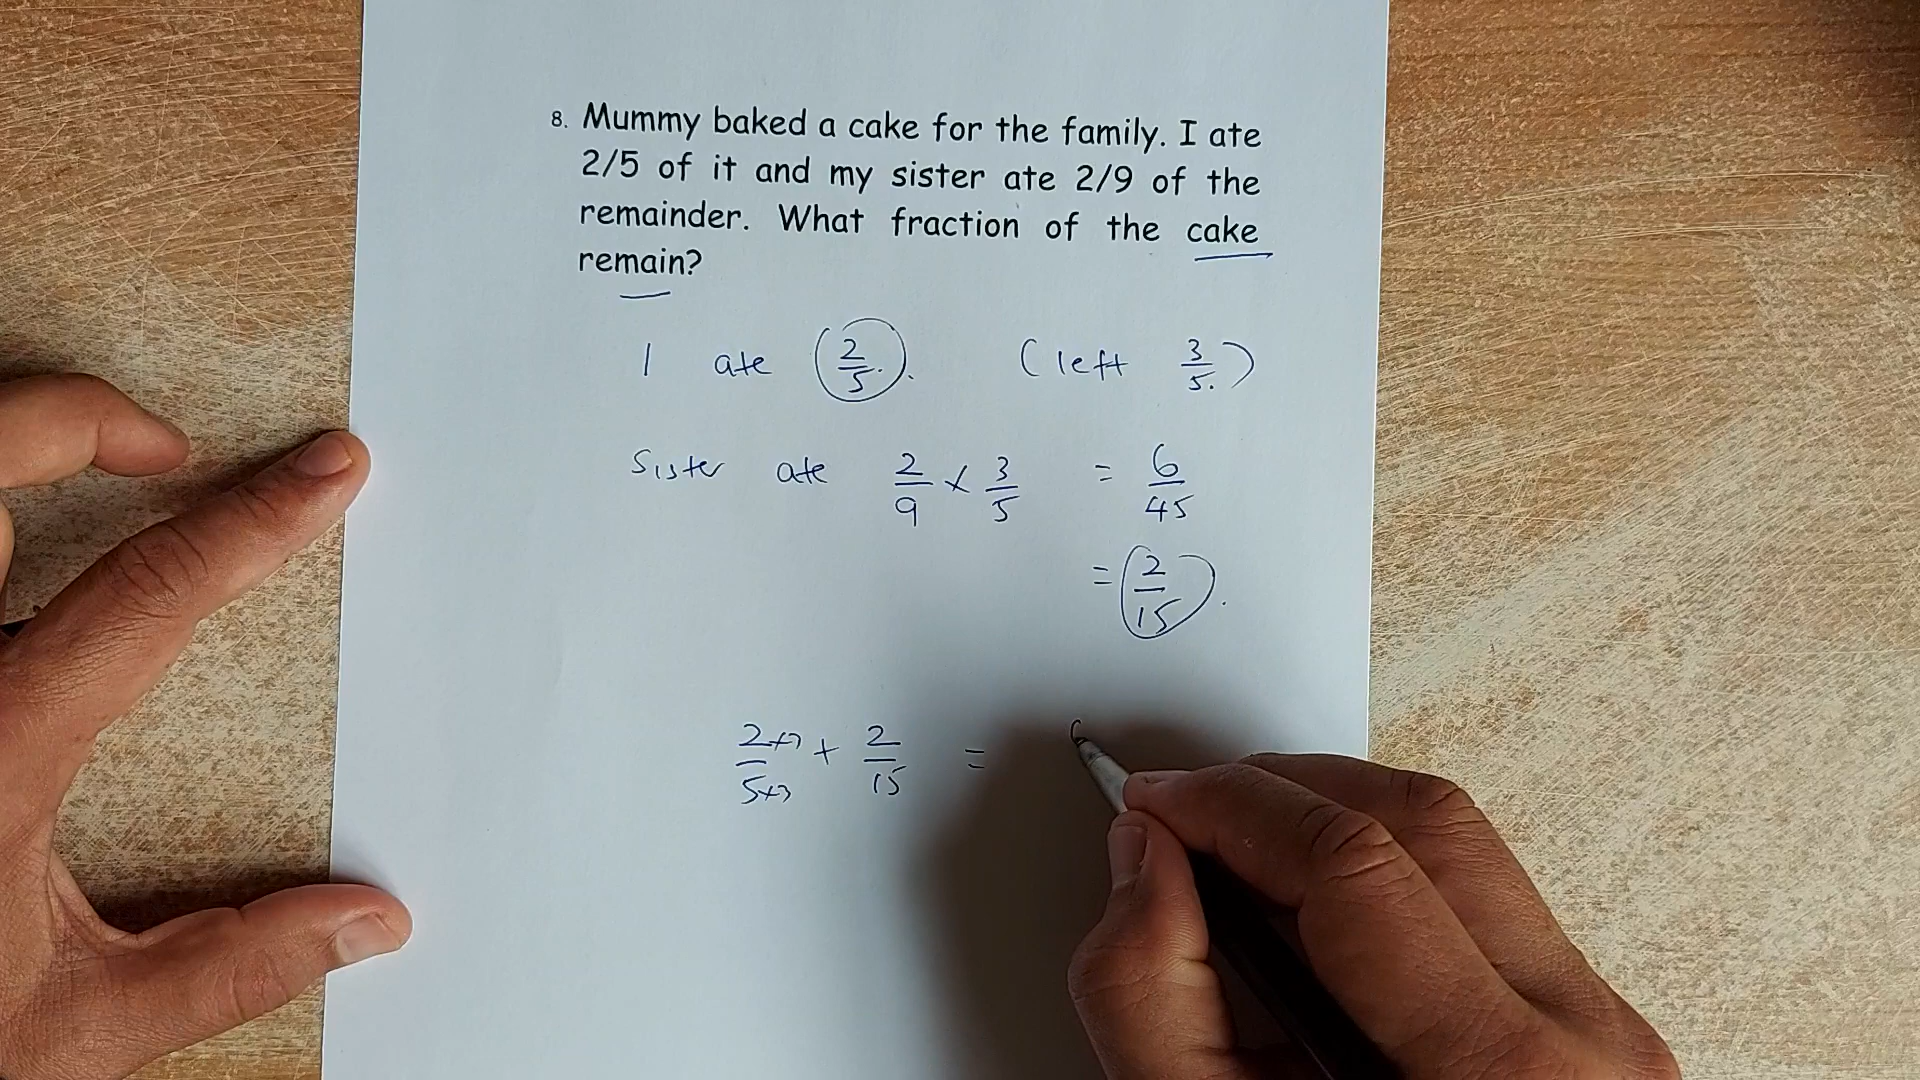 8. Mummy baked a cake for the family. I ate
2/5 of it and my sister ate 2/9 of the
remainder. What fraction of the cake
remain?
I ate 2/5. (left 3/5.)
Sister ate 2/9 × 3/5 = 6/45
= 2/15.
2×3/5×3 + 2/15 =